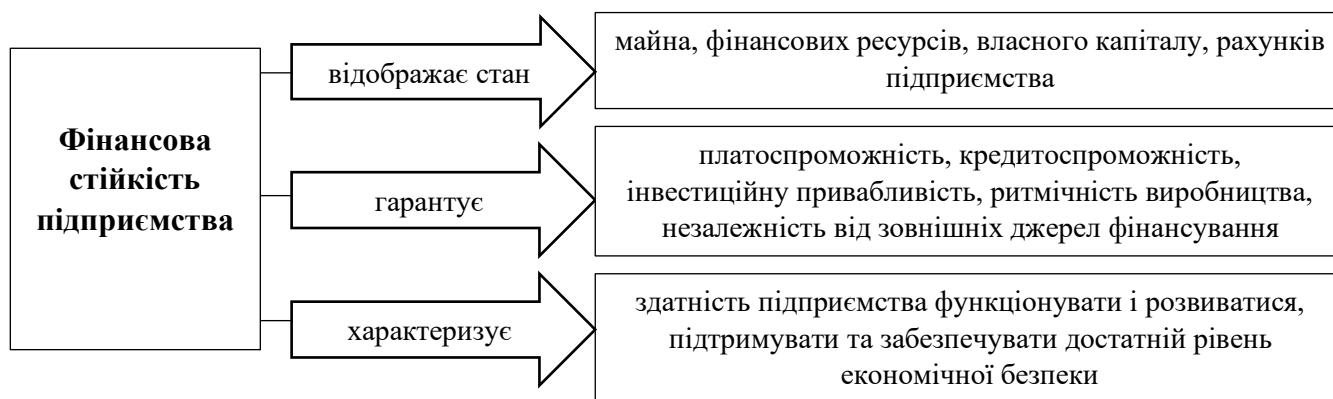 Фінансова
стійкість
підприємства
відображає стан
майна, фінансових ресурсів, власного капіталу, рахунків
підприємства
гарантує
платоспроможність, кредитоспроможність,
інвестиційну привабливість, ритмічність виробництва,
незалежність від зовнішніх джерел фінансування
характеризує
здатність підприємства функціонувати і розвиватися,
підтримувати та забезпечувати достатній рівень
економічної безпеки